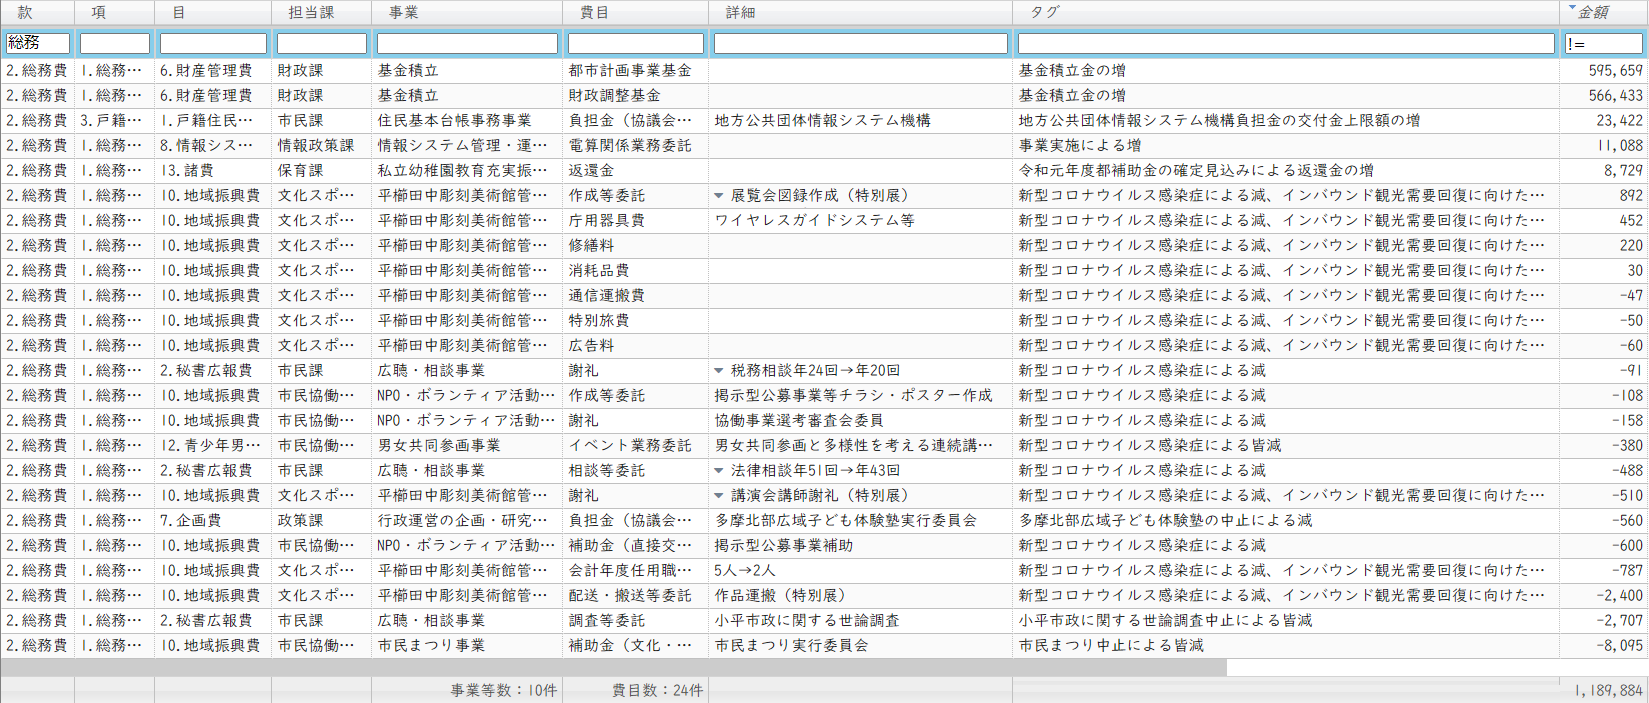 款 項 目 担当課 事業 費目 詳細 タグ 金額
総務 !=
2.総務費 1.総務… 6.財産管理費 財政課 基金積立 都市計画事業基金 基金積立金の増 595,659
2.総務費 1.総務… 6.財産管理費 財政課 基金積立 財政調整基金 基金積立金の増 566,433
2.総務費 3.戸籍… 1.戸籍住民… 市民課 住民基本台帳事務事業 負担金（協議会… 地方公共団体情報システム機構 地方公共団体情報システム機構負担金の交付金上限額の増 23,422
2.総務費 1.総務… 8.情報シス… 情報政策課 情報システム管理・運… 電算関係業務委託 事業実施による増 11,088
2.総務費 1.総務… 13.諸費 保育課 私立幼稚園教育充実振… 返還金 令和元年度都補助金の確定見込みによる返還金の増 8,729
2.総務費 1.総務… 10.地域振興費 文化スポ… 平櫛田中彫刻美術館管… 作成等委託 ▼ 展覧会図録作成（特別展） 新型コロナウイルス感染症による減、インバウンド観光需要回復に向けた… 892
2.総務費 1.総務… 10.地域振興費 文化スポ… 平櫛田中彫刻美術館管… 庁用器具費 ワイヤレスガイドシステム等 新型コロナウイルス感染症による減、インバウンド観光需要回復に向けた… 452
2.総務費 1.総務… 10.地域振興費 文化スポ… 平櫛田中彫刻美術館管… 修繕料 新型コロナウイルス感染症による減、インバウンド観光需要回復に向けた… 220
2.総務費 1.総務… 10.地域振興費 文化スポ… 平櫛田中彫刻美術館管… 消耗品費 新型コロナウイルス感染症による減、インバウンド観光需要回復に向けた… 30
2.総務費 1.総務… 10.地域振興費 文化スポ… 平櫛田中彫刻美術館管… 通信運搬費 新型コロナウイルス感染症による減、インバウンド観光需要回復に向けた… -47
2.総務費 1.総務… 10.地域振興費 文化スポ… 平櫛田中彫刻美術館管… 特別旅費 新型コロナウイルス感染症による減、インバウンド観光需要回復に向けた… -50
2.総務費 1.総務… 10.地域振興費 文化スポ… 平櫛田中彫刻美術館管… 広告料 新型コロナウイルス感染症による減、インバウンド観光需要回復に向けた… -60
2.総務費 1.総務… 2.秘書広報費 市民課 広聴・相談事業 謝礼 ▼ 税務相談年24回→年20回 新型コロナウイルス感染症による減 -91
2.総務費 1.総務… 10.地域振興費 市民協働… NPO・ボランティア活動… 作成等委託 掲示型公募事業等チラシ・ポスター作成 新型コロナウイルス感染症による減 -108
2.総務費 1.総務… 10.地域振興費 市民協働… NPO・ボランティア活動… 謝礼 協働事業選考審査会委員 新型コロナウイルス感染症による減 -158
2.総務費 1.総務… 12.青少年男… 市民協働… 男女共同参画事業 イベント業務委託 男女共同参画と多様性を考える連続講… 新型コロナウイルス感染症による皆減 -380
2.総務費 1.総務… 2.秘書広報費 市民課 広聴・相談事業 相談等委託 ▼ 法律相談年51回→年43回 新型コロナウイルス感染症による減 -488
2.総務費 1.総務… 10.地域振興費 文化スポ… 平櫛田中彫刻美術館管… 謝礼 ▼ 講演会講師謝礼（特別展） 新型コロナウイルス感染症による減、インバウンド観光需要回復に向けた… -510
2.総務費 1.総務… 7.企画費 政策課 行政運営の企画・研究… 負担金（協議会… 多摩北部広域子ども体験塾実行委員会 多摩北部広域子ども体験塾の中止による減 -560
2.総務費 1.総務… 10.地域振興費 市民協働… NPO・ボランティア活動… 補助金（直接交… 掲示型公募事業補助 新型コロナウイルス感染症による減 -600
2.総務費 1.総務… 10.地域振興費 文化スポ… 平櫛田中彫刻美術館管… 会計年度任用職… 5人→2人 新型コロナウイルス感染症による減、インバウンド観光需要回復に向けた… -787
2.総務費 1.総務… 10.地域振興費 文化スポ… 平櫛田中彫刻美術館管… 配送・搬送等委託 作品運搬（特別展） 新型コロナウイルス感染症による減、インバウンド観光需要回復に向けた… -2,400
2.総務費 1.総務… 2.秘書広報費 市民課 広聴・相談事業 調査等委託 小平市政に関する世論調査 小平市政に関する世論調査中止による皆減 -2,707
2.総務費 1.総務… 10.地域振興費 市民協働… 市民まつり事業 補助金（文化・… 市民まつり実行委員会 市民まつり中止による皆減 -8,095
事業等数：10件 費目数：24件 1,189,884